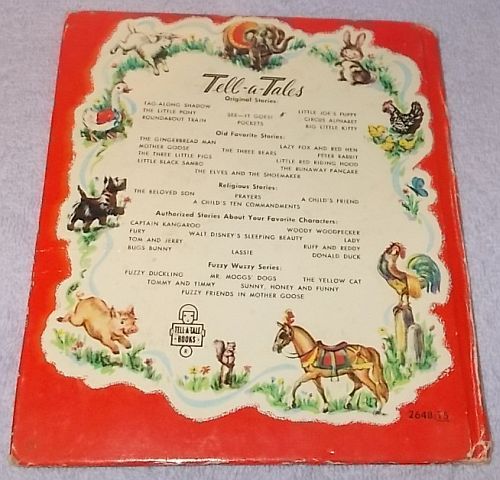 Tell-a-Tales
Original Stories:
TAG-ALONG SHADOW LITTLE JOE'S PUPPY
THE LITTLE PONY SEE-IT GOES! CIRCUS ALPHABET
ROUNDABOUT TRAIN POCKETS BIG LITTLE KITTY
Old Favorite Stories:
THE GINGERBREAD MAN LAZY FOX AND RED HEN
MOTHER GOOSE THE THREE BEARS PETER RABBIT
THE THREE LITTLE PIGS LITTLE RED RIDING HOOD
LITTLE BLACK SAMBO THE RUNAWAY PANCAKE
THE ELVES AND THE SHOEMAKER
Religious Stories:
THE BELOVED SON PRAYERS A CHILD'S FRIEND
A CHILD'S TEN COMMANDMENTS
Authorized Stories About Your Favorite Characters:
CAPTAIN KANGAROO WOODY WOODPECKER
FURY WALT DISNEY'S SLEEPING BEAUTY LADY
TOM AND JERRY RUFF AND REDDY
BUGS BUNNY LASSIE DONALD DUCK
Fuzzy Wuzzy Series:
FUZZY DUCKLING MR. MOGGS' DOGS THE YELLOW CAT
TOMMY AND TIMMY SUNNY, HONEY AND FUNNY
FUZZY FRIENDS IN MOTHER GOOSE
TELL-A-TALE
BOOKS
2648:15